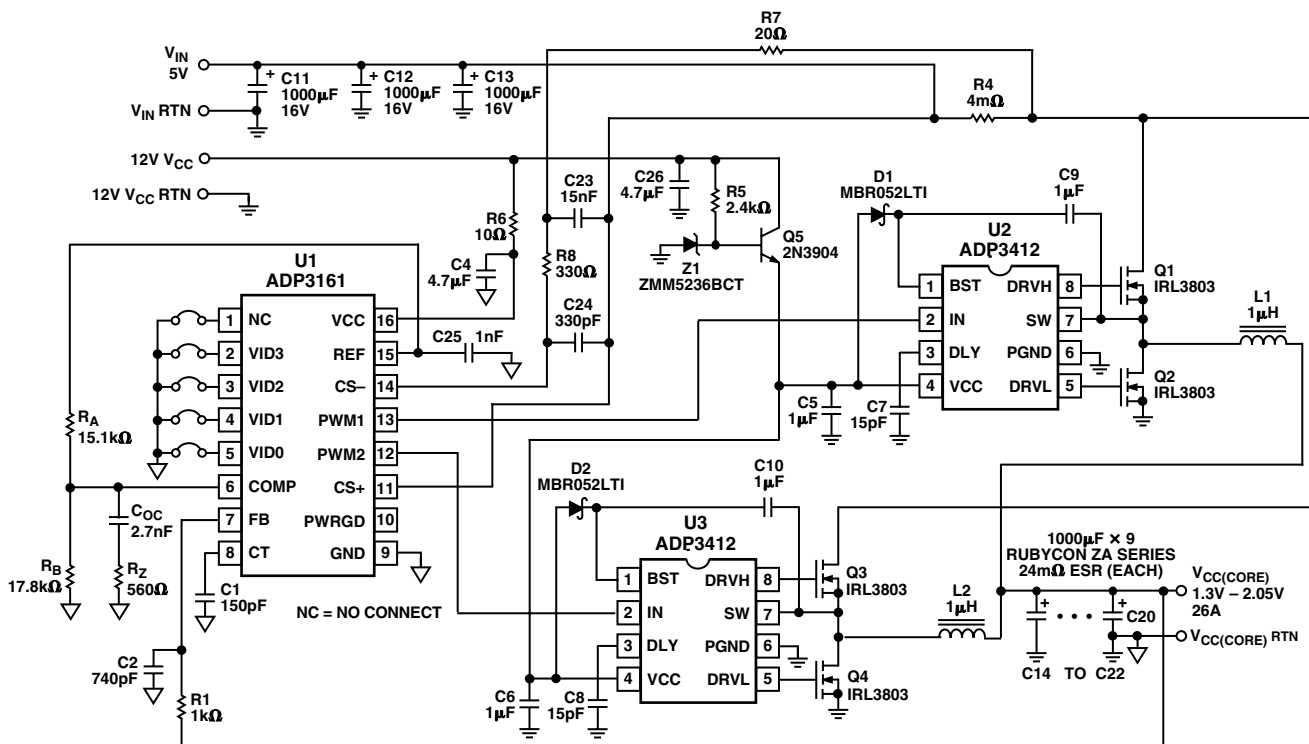 R7
20Ω
V_IN
5V
C11
1000μF
16V
C12
1000μF
16V
C13
1000μF
16V
V_IN RTN
R4
4mΩ
12V V_CC
12V V_CC RTN
R6
10Ω
C4
4.7μF
C23
15nF
R8
330Ω
C24
330pF
C26
4.7μF
R5
2.4kΩ
Z1
ZMM5236BCT
Q5
2N3904
D1
MBR052LTI
C9
1μF
U2
ADP3412
1 BST
2 IN
3 DLY
4 VCC
DRVH 8
SW 7
PGND 6
DRVL 5
Q1
IRL3803
Q2
IRL3803
L1
1μH
C5
1μF
C7
15pF
U1
ADP3161
1 NC
2 VID3
3 VID2
4 VID1
5 VID0
6 COMP
7 FB
8 CT
VCC 16
REF 15
CS– 14
PWM1 13
PWM2 12
CS+ 11
PWRGD 10
GND 9
C25
1nF
R_A
15.1kΩ
R_B
17.8kΩ
C_OC
2.7nF
R_Z
560Ω
C1
150pF
NC = NO CONNECT
C2
740pF
R1
1kΩ
D2
MBR052LTI
C10
1μF
U3
ADP3412
1 BST
2 IN
3 DLY
4 VCC
DRVH 8
SW 7
PGND 6
DRVL 5
Q3
IRL3803
Q4
IRL3803
C6
1μF
C8
15pF
L2
1μH
1000μF × 9
RUBYCON ZA SERIES
24mΩ ESR (EACH)
C20
C14 TO C22
V_CC(CORE)
1.3V – 2.05V
26A
V_CC(CORE) RTN